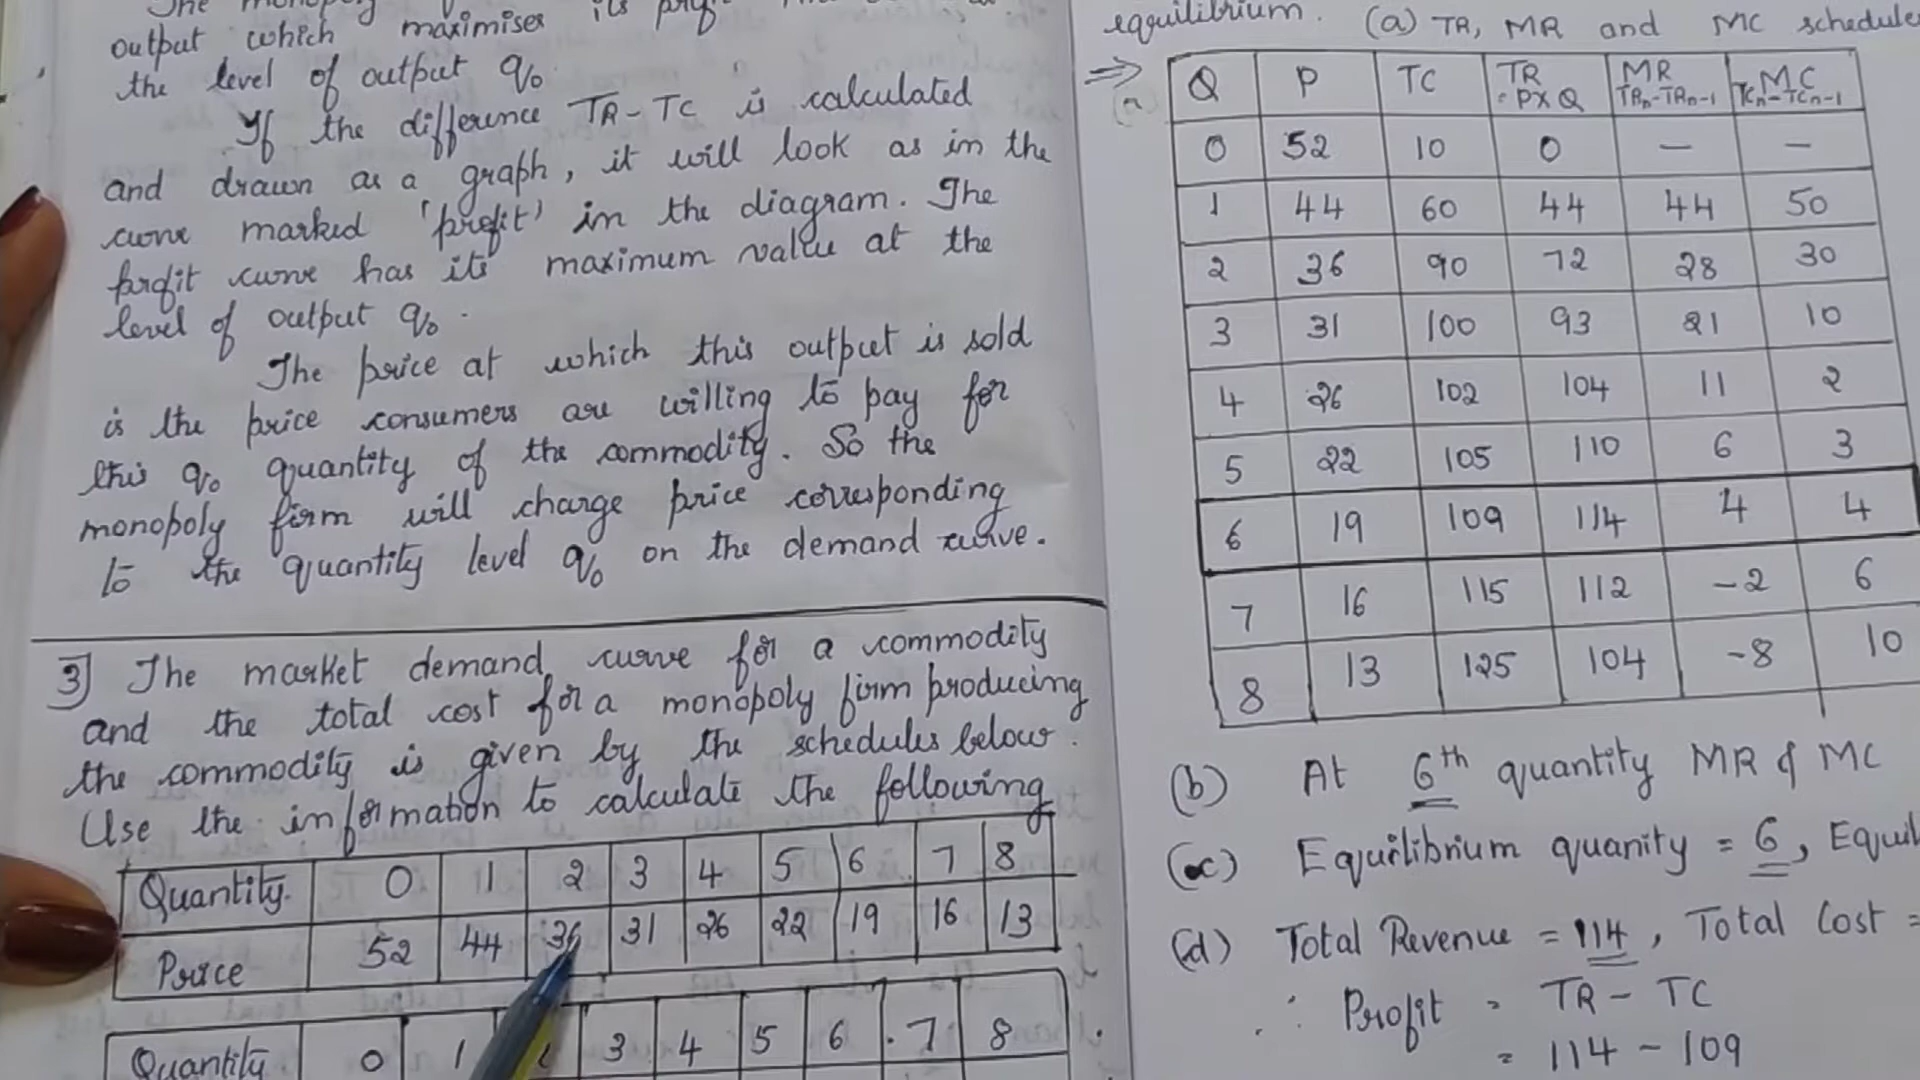 The monopoly
output which maximises its
the level of output q₀.
If the difference TR - TC is calculated
and drawn as a graph, it will look as in the
curve marked 'profit' in the diagram. The
profit curve has its maximum value at the
level of output q₀.
The price at which this output is sold
is the price consumers are willing to pay for
this q₀ quantity of the commodity. So the
monopoly firm will charge price corresponding
to the quantity level q₀ on the demand curve.
3] The market demand curve for a commodity
and the total cost for a monopoly firm producing
the commodity is given by the schedules below.
Use the information to calculate the following
Quantity. 0 1 2 3 4 5 6 7 8
Price 52 44 36 31 26 22 19 16 13
Quantity 0 1 3 4 5 6 7 8
equilibrium. (a) TR, MR and MC schedule
(a) Q P TC TR = P×Q MR TRn-TRn-1 MC TCn-TCn-1
0 52 10 0 — —
1 44 60 44 44 50
2 36 90 72 28 30
3 31 100 93 21 10
4 26 102 104 11 2
5 22 105 110 6 3
6 19 109 114 4 4
7 16 115 112 -2 6
8 13 125 104 -8 10
(b) At 6th quantity MR & MC
(c) Equilibrium quanity = 6, Equil
(d) Total Revenue = 114, Total Cost =
∴ Profit = TR - TC
= 114 - 109